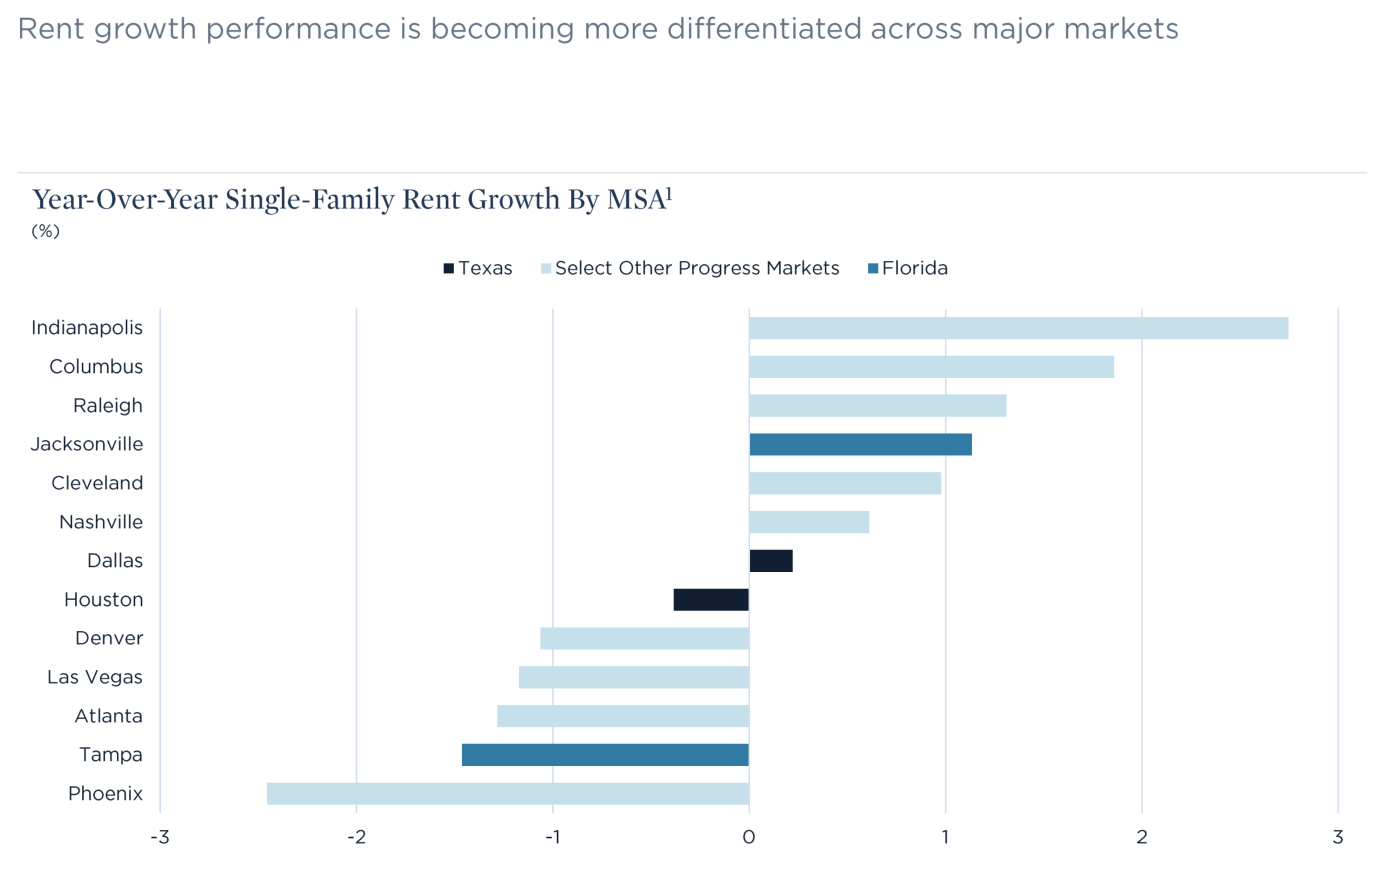 Rent growth performance is becoming more differentiated across major markets
Year-Over-Year Single-Family Rent Growth By MSA¹
(%)
Texas Select Other Progress Markets Florida
Indianapolis
Columbus
Raleigh
Jacksonville
Cleveland
Nashville
Dallas
Houston
Denver
Las Vegas
Atlanta
Tampa
Phoenix
-3 -2 -1 0 1 2 3